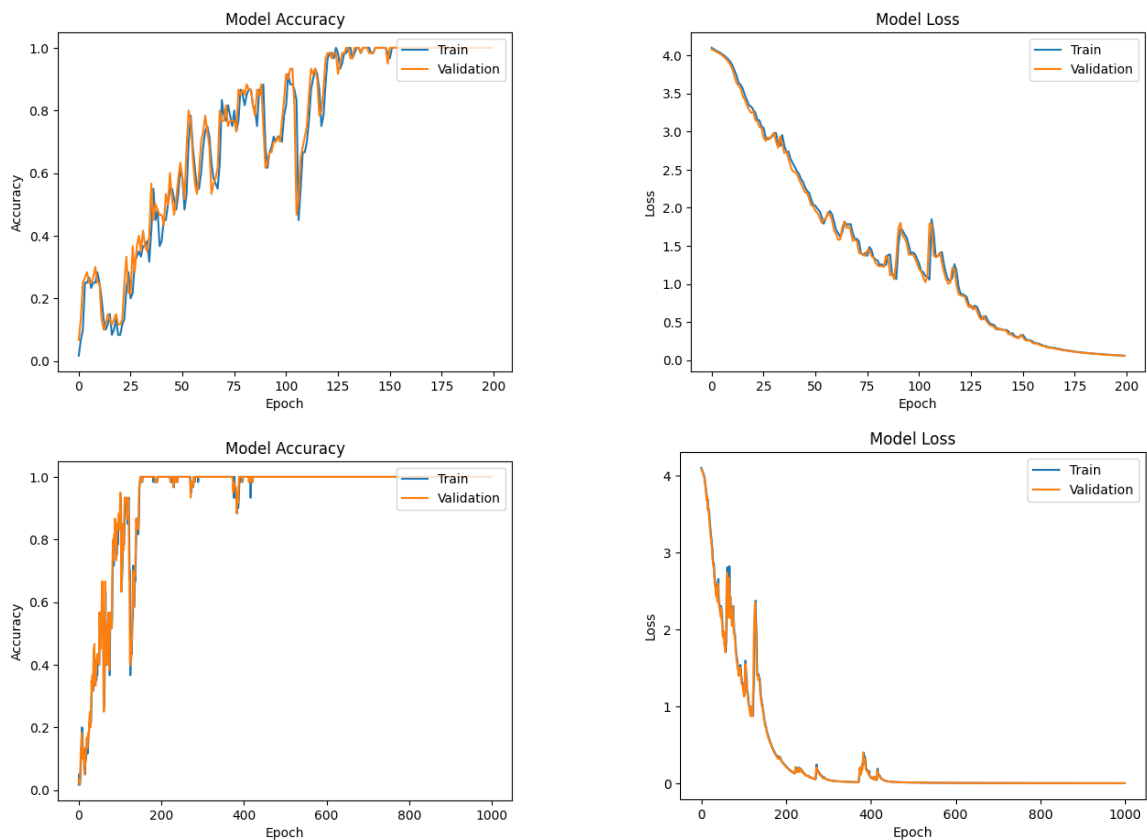 Model Accuracy
1.0
0.8
0.6
0.4
0.2
0.0
Accuracy
0 25 50 75 100 125 150 175 200
Epoch
Train
Validation
Model Loss
4.0
3.5
3.0
2.5
2.0
1.5
1.0
0.5
0.0
Loss
0 25 50 75 100 125 150 175 200
Epoch
Train
Validation
Model Accuracy
1.0
0.8
0.6
0.4
0.2
0.0
Accuracy
0 200 400 600 800 1000
Epoch
Train
Validation
Model Loss
4
3
2
1
0
Loss
0 200 400 600 800 1000
Epoch
Train
Validation